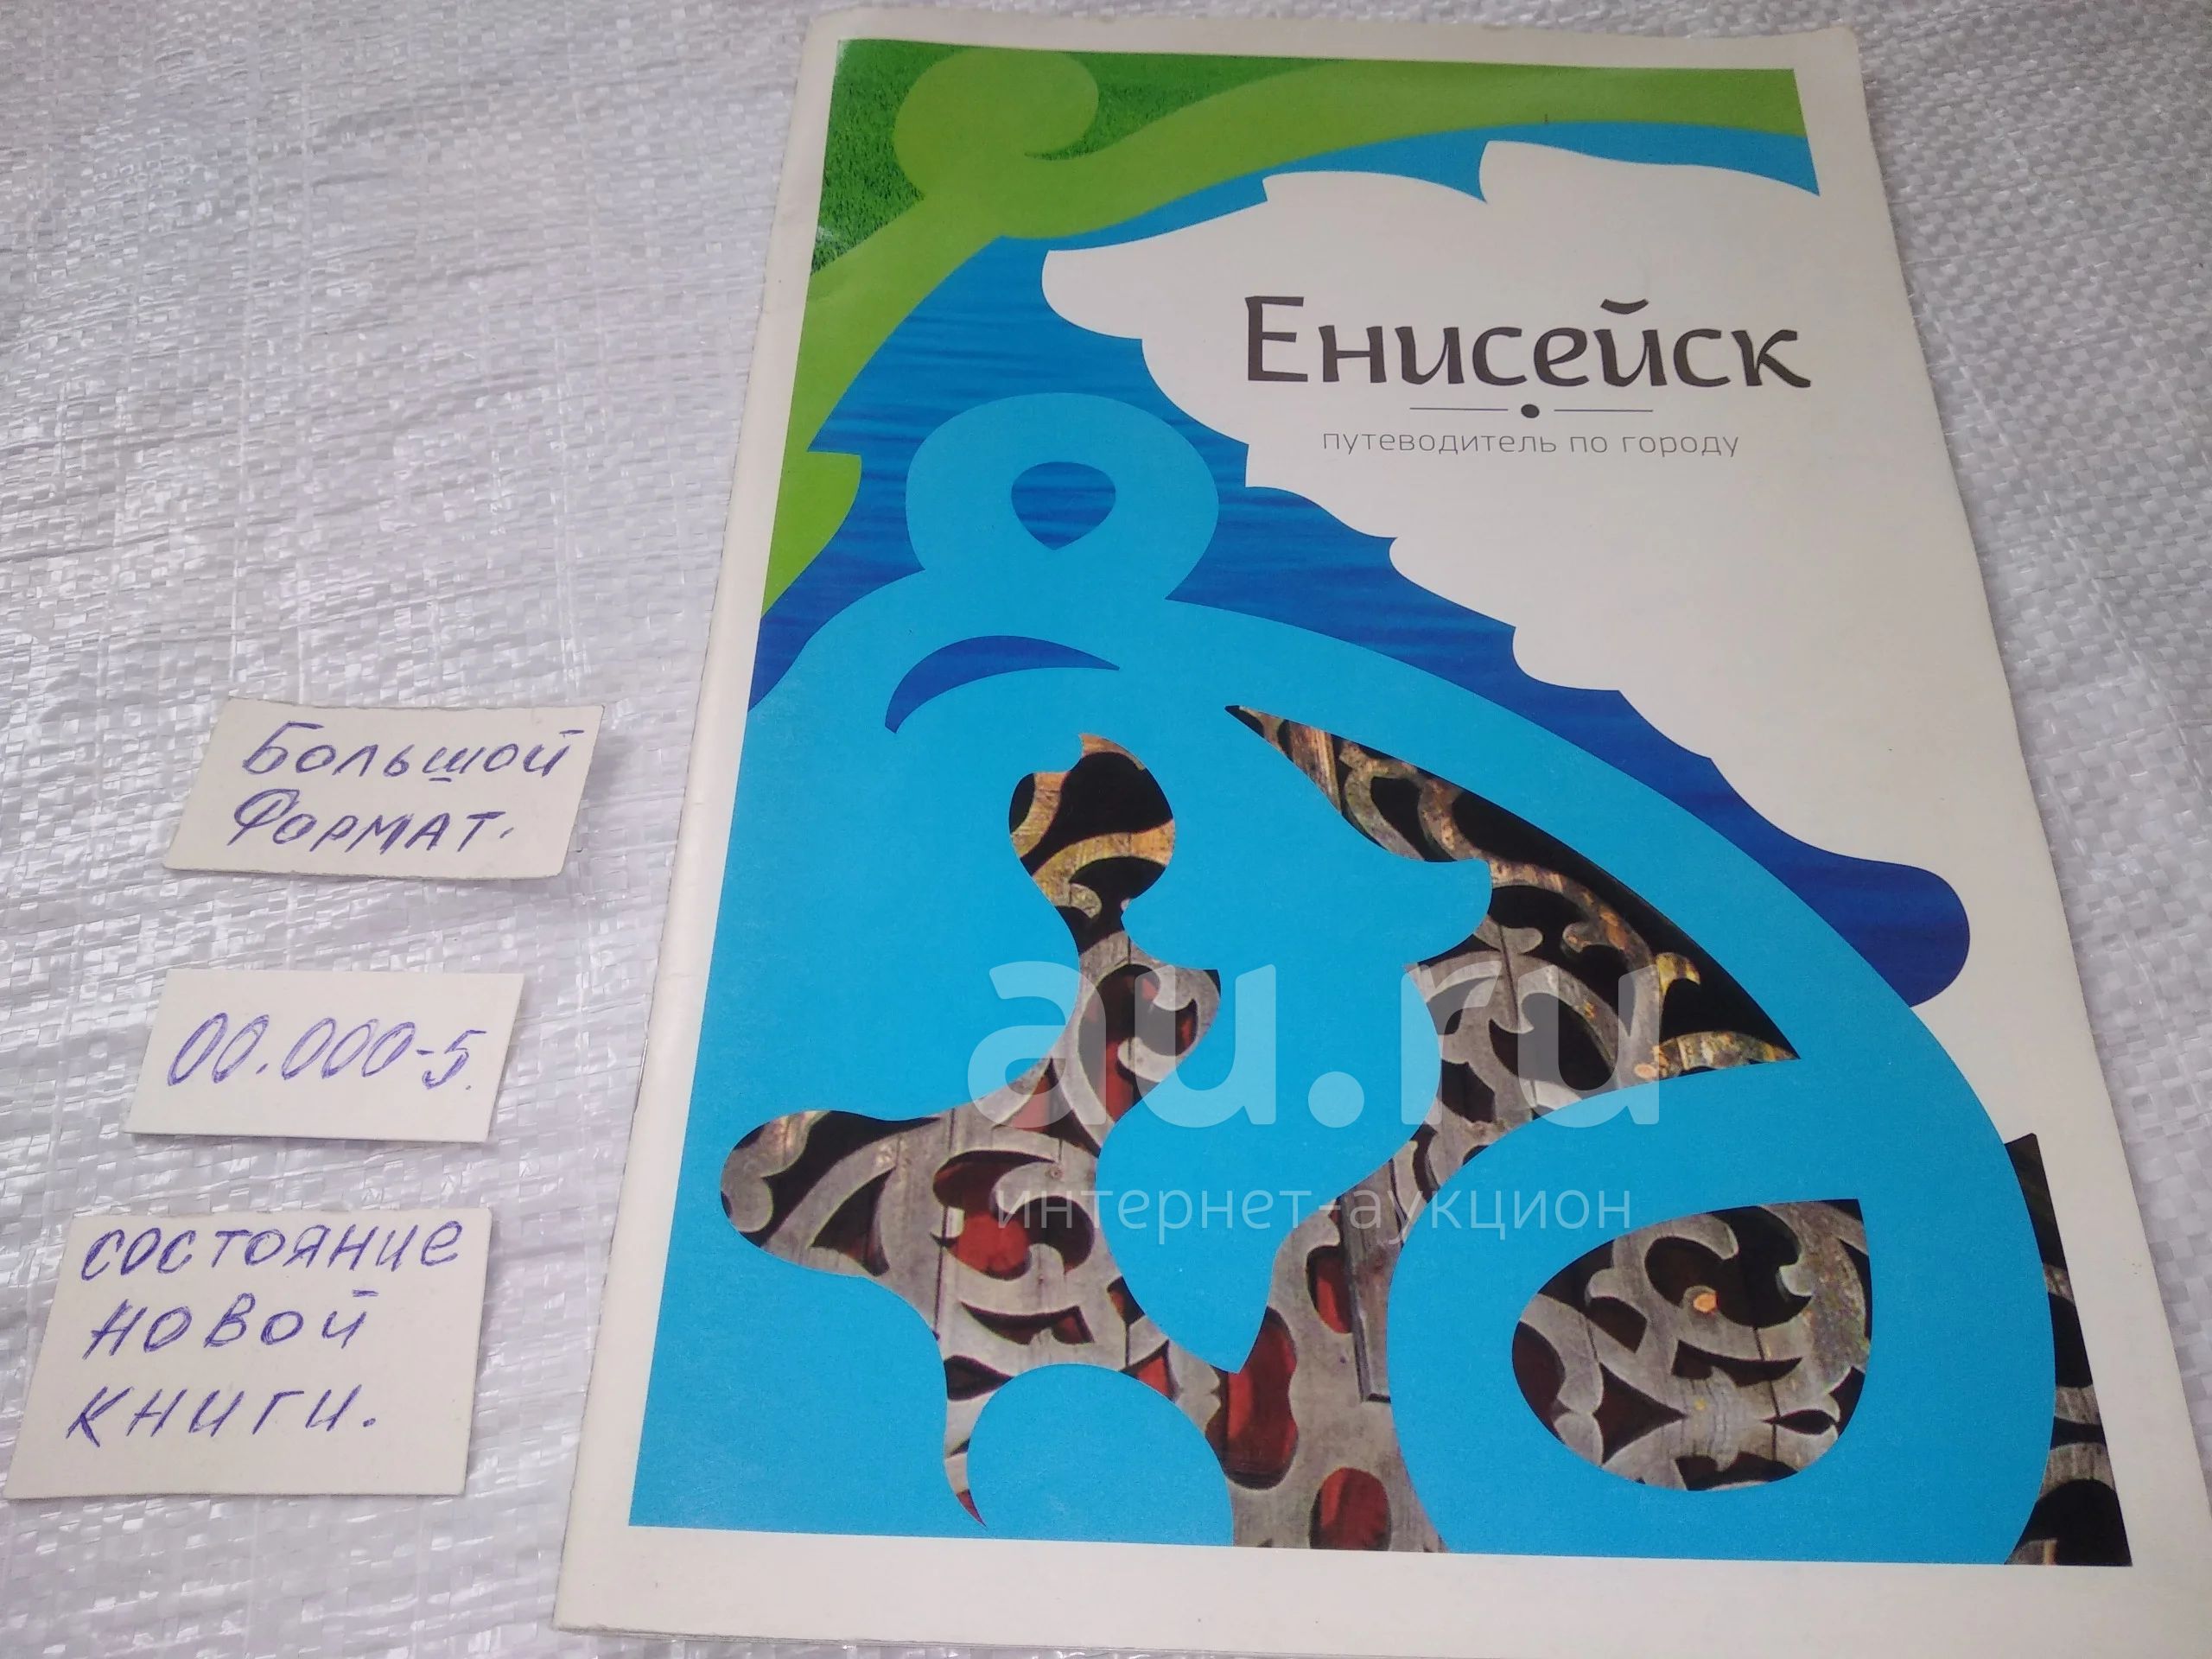 Енисейск
путеводитель по городу
Большой
Формат.
00.000-5.
состояние
новой
книги.
au.ru
интернет-аукцион